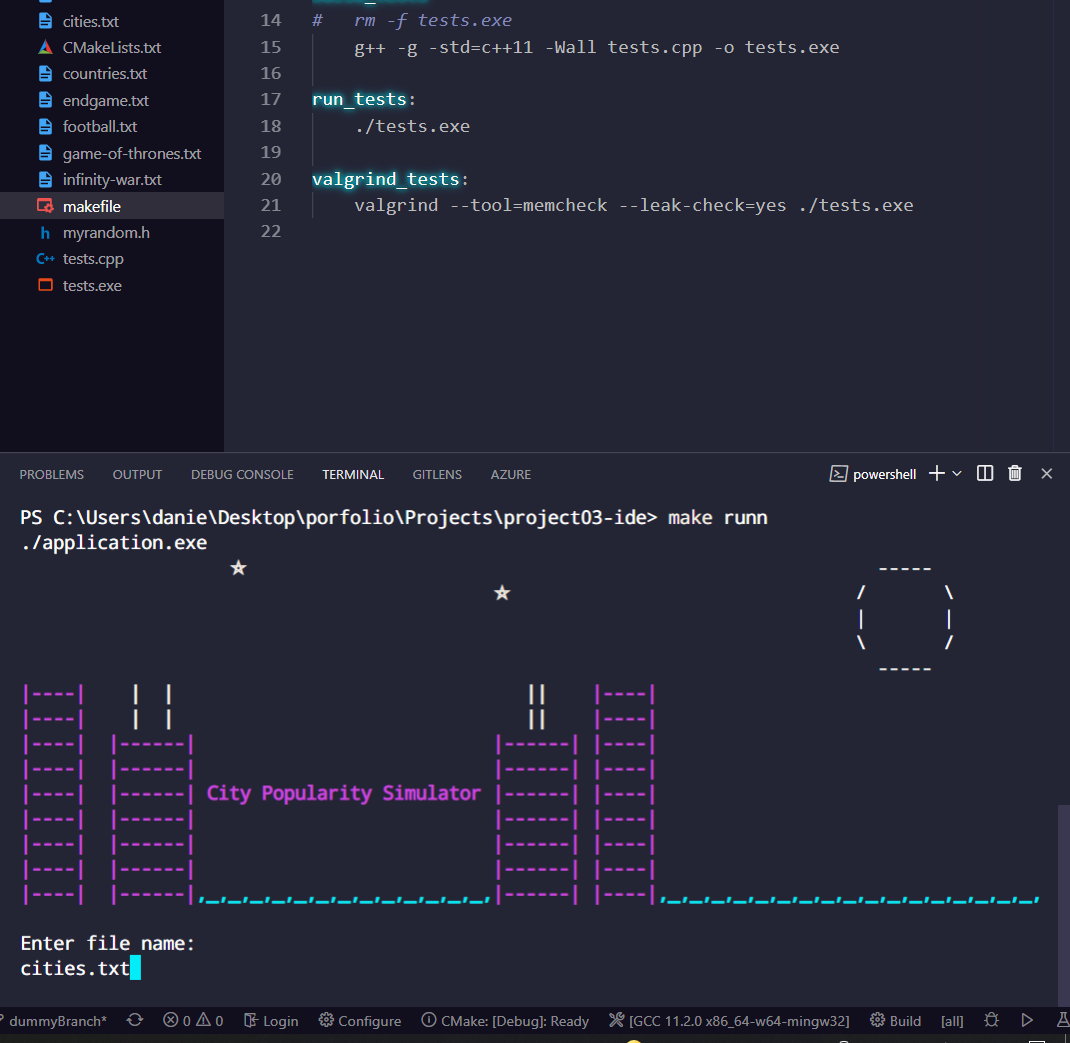 cities.txt
CMakeLists.txt
countries.txt
endgame.txt
football.txt
game-of-thrones.txt
infinity-war.txt
makefile
h myrandom.h
C++ tests.cpp
tests.exe
14 #   rm -f tests.exe
15     g++ -g -std=c++11 -Wall tests.cpp -o tests.exe
16
17 run_tests:
18     ./tests.exe
19
20 valgrind_tests:
21     valgrind --tool=memcheck --leak-check=yes ./tests.exe
22
PROBLEMS OUTPUT DEBUG CONSOLE TERMINAL GITLENS AZURE powershell
PS C:\Users\danie\Desktop\porfolio\Projects\project03-ide> make runn
./application.exe
City Popularity Simulator
Enter file name:
cities.txt
dummyBranch* 0 0 Login Configure CMake: [Debug]: Ready [GCC 11.2.0 x86_64-w64-mingw32] Build [all]